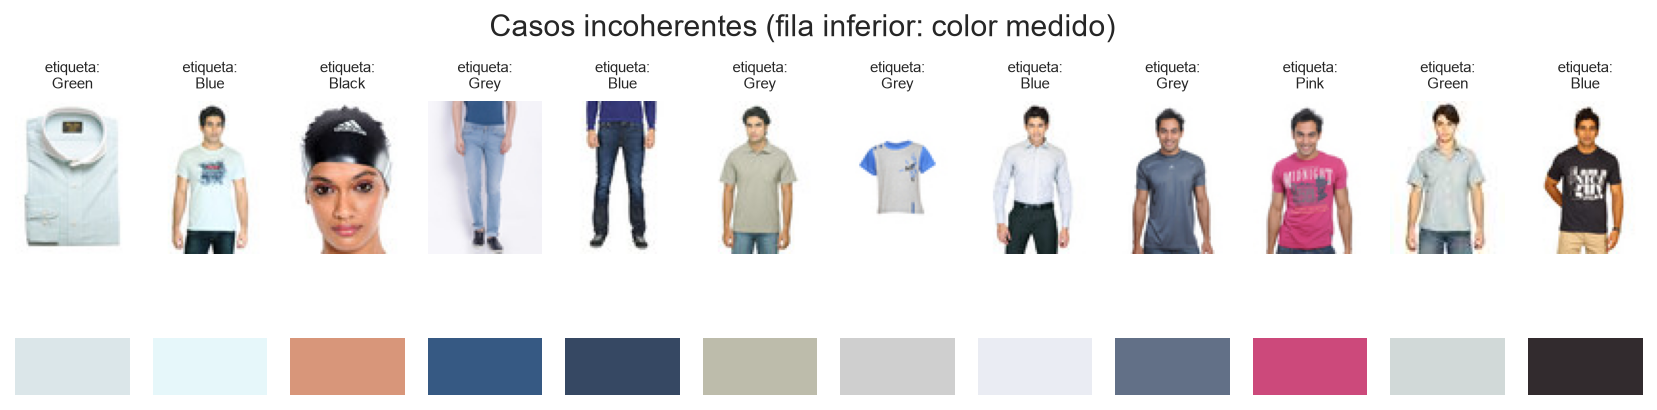 Casos incoherentes (fila inferior: color medido)
etiqueta: Green
etiqueta: Blue
etiqueta: Black
etiqueta: Grey
etiqueta: Blue
etiqueta: Grey
etiqueta: Grey
etiqueta: Blue
etiqueta: Grey
etiqueta: Pink
etiqueta: Green
etiqueta: Blue
MIDNIGHT